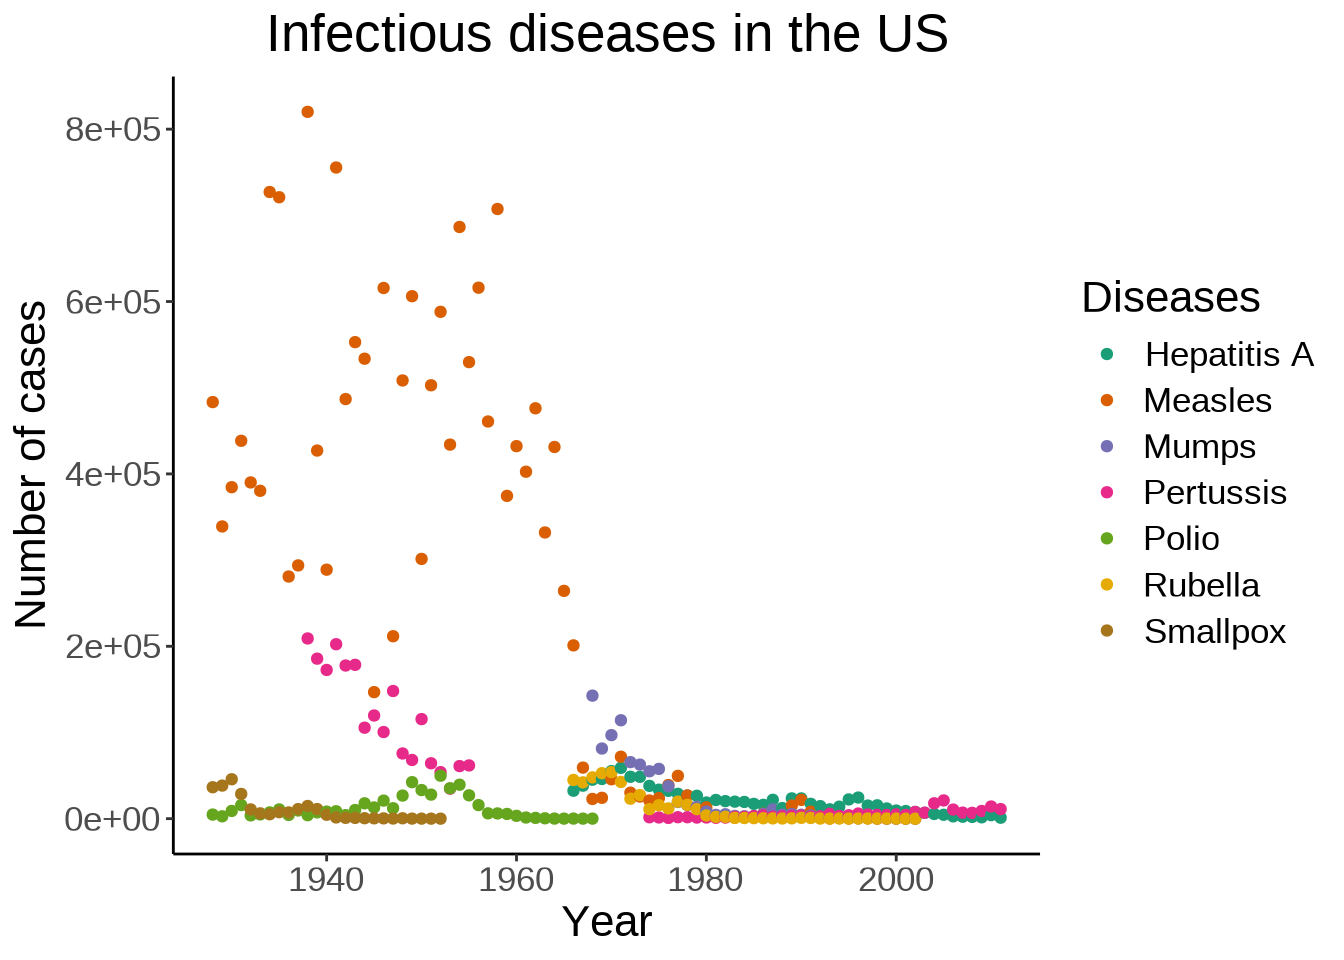 Infectious diseases in the US
8e+05
6e+05
4e+05
2e+05
0e+00
Number of cases
1940 1960 1980 2000
Year
Diseases
Hepatitis A
Measles
Mumps
Pertussis
Polio
Rubella
Smallpox